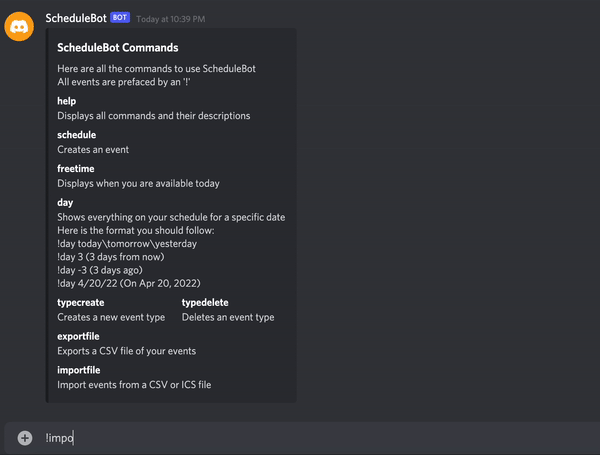 ScheduleBot BOT Today at 10:39 PM
ScheduleBot Commands
Here are all the commands to use ScheduleBot
All events are prefaced by an '!'
help
Displays all commands and their descriptions
schedule
Creates an event
freetime
Displays when you are available today
day
Shows everything on your schedule for a specific date
Here is the format you should follow:
!day today\tomorrow\yesterday
!day 3 (3 days from now)
!day -3 (3 days ago)
!day 4/20/22 (On Apr 20, 2022)
typecreate typedelete
Creates a new event type Deletes an event type
exportfile
Exports a CSV file of your events
importfile
Import events from a CSV or ICS file
!impo